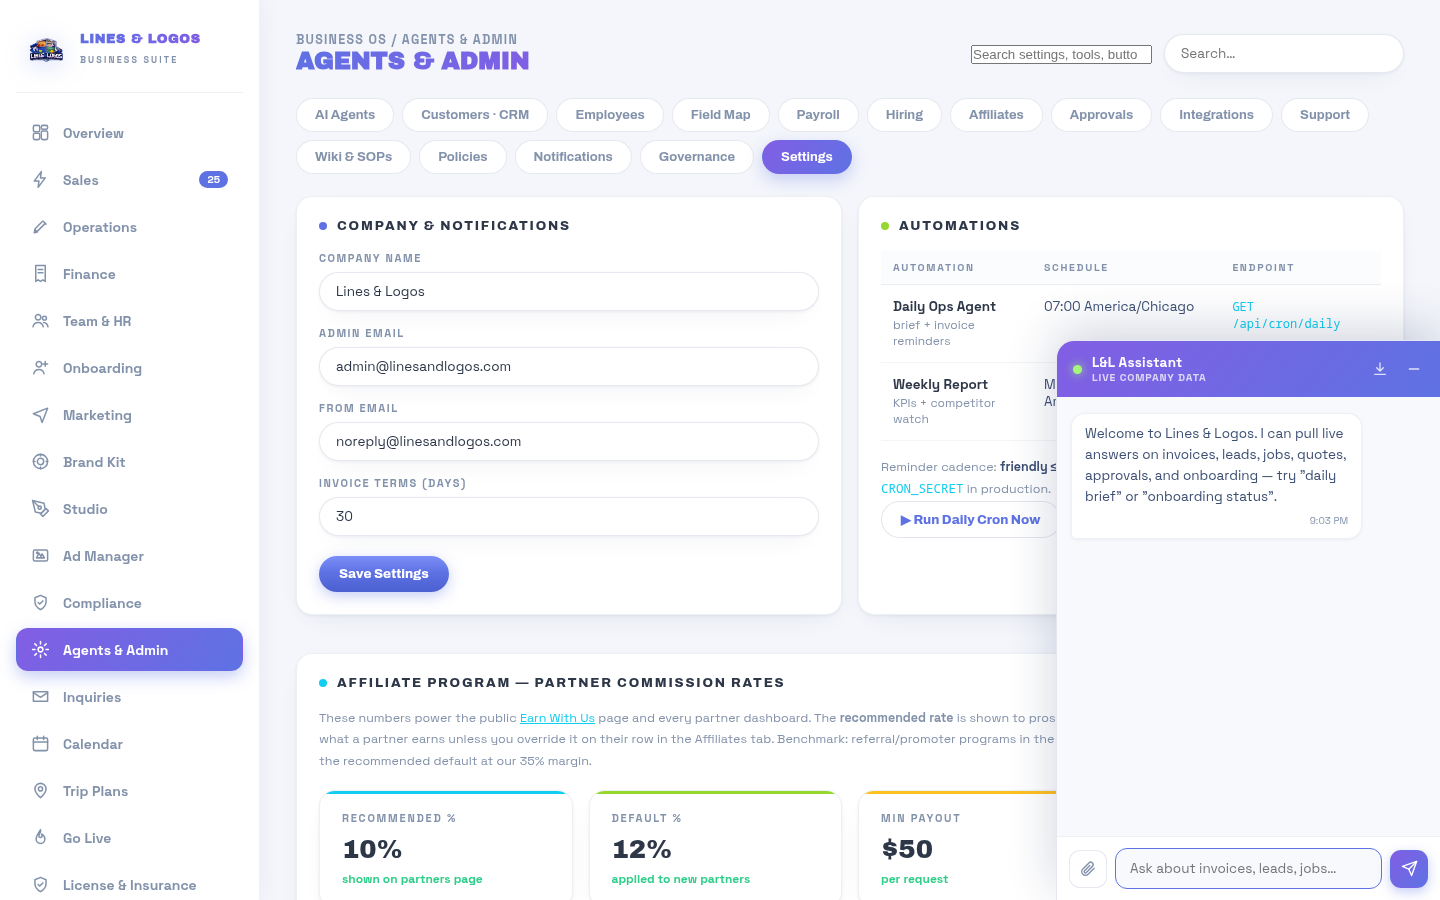 LINES & LOGOS
BUSINESS SUITE
Overview
Sales
25
Operations
Finance
Team & HR
Onboarding
Marketing
Brand Kit
Studio
Ad Manager
Compliance
Agents & Admin
Inquiries
Calendar
Trip Plans
Go Live
License & Insurance
BUSINESS OS / AGENTS & ADMIN
AGENTS & ADMIN
Search settings, tools, butto
Search...
AI Agents
Customers · CRM
Employees
Field Map
Payroll
Hiring
Affiliates
Approvals
Integrations
Support
Wiki & SOPs
Policies
Notifications
Governance
Settings
COMPANY & NOTIFICATIONS
COMPANY NAME
Lines & Logos
ADMIN EMAIL
admin@linesandlogos.com
FROM EMAIL
noreply@linesandlogos.com
INVOICE TERMS (DAYS)
30
Save Settings
AUTOMATIONS
AUTOMATION SCHEDULE ENDPOINT
Daily Ops Agent 07:00 America/Chicago GET
brief + invoice /api/cron/daily
reminders
Weekly Report
KPIs + competitor
watch
Reminder cadence: friendly ≤
CRON_SECRET in production.
▶ Run Daily Cron Now
AFFILIATE PROGRAM — PARTNER COMMISSION RATES
These numbers power the public Earn With Us page and every partner dashboard. The recommended rate is shown to pros
what a partner earns unless you override it on their row in the Affiliates tab. Benchmark: referral/promoter programs in the
the recommended default at our 35% margin.
RECOMMENDED %
10%
shown on partners page
DEFAULT %
12%
applied to new partners
MIN PAYOUT
$50
per request
L&L Assistant
LIVE COMPANY DATA
Welcome to Lines & Logos. I can pull live
answers on invoices, leads, jobs, quotes,
approvals, and onboarding — try "daily
brief" or "onboarding status".
9:03 PM
Ask about invoices, leads, jobs...